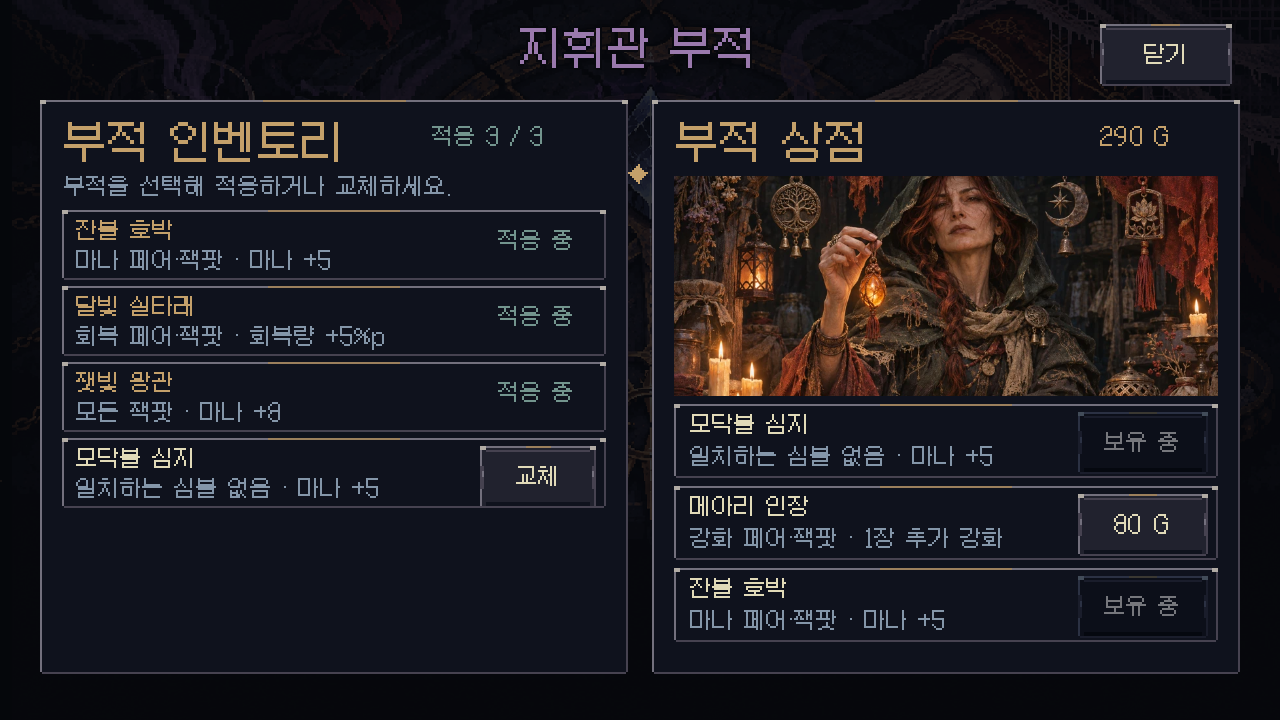 지휘관 부적
닫기
부적 인벤토리
적용 3 / 3
부적을 선택해 적용하거나 교체하세요.
잔불 호박
마나 페어·잭팟 · 마나 +5
적용 중
달빛 실타래
회복 페어·잭팟 · 회복량 +5%p
적용 중
잿빛 왕관
모든 잭팟 · 마나 +8
적용 중
모닥불 심지
일치하는 심볼 없음 · 마나 +5
교체
부적 상점
290 G
모닥불 심지
일치하는 심볼 없음 · 마나 +5
보유 중
메아리 인장
강화 페어·잭팟 · 1장 추가 강화
80 G
잔불 호박
마나 페어·잭팟 · 마나 +5
보유 중